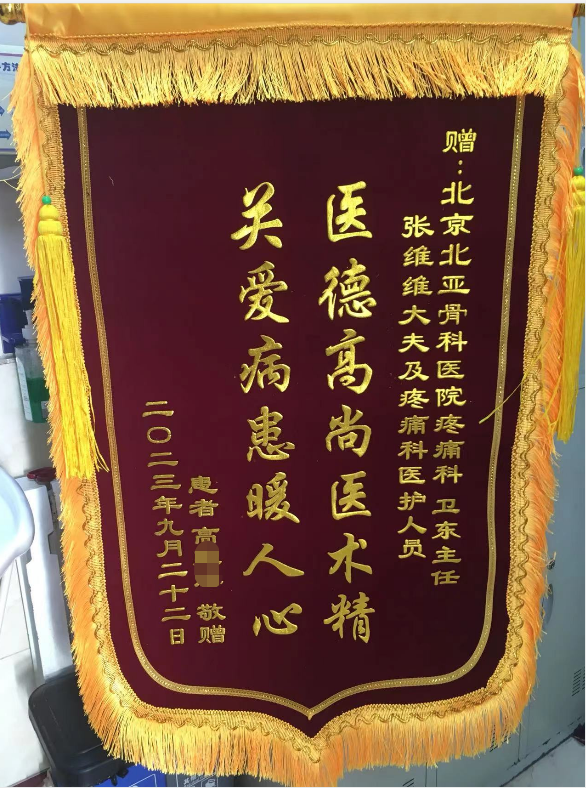 赠：北京北亚骨科医院疼痛科 卫东主任
张维维大夫及疼痛科医护人员
医德高尚医术精
关爱病患暖人心
患者高 敬赠
二〇二三年九月二十二日
方法